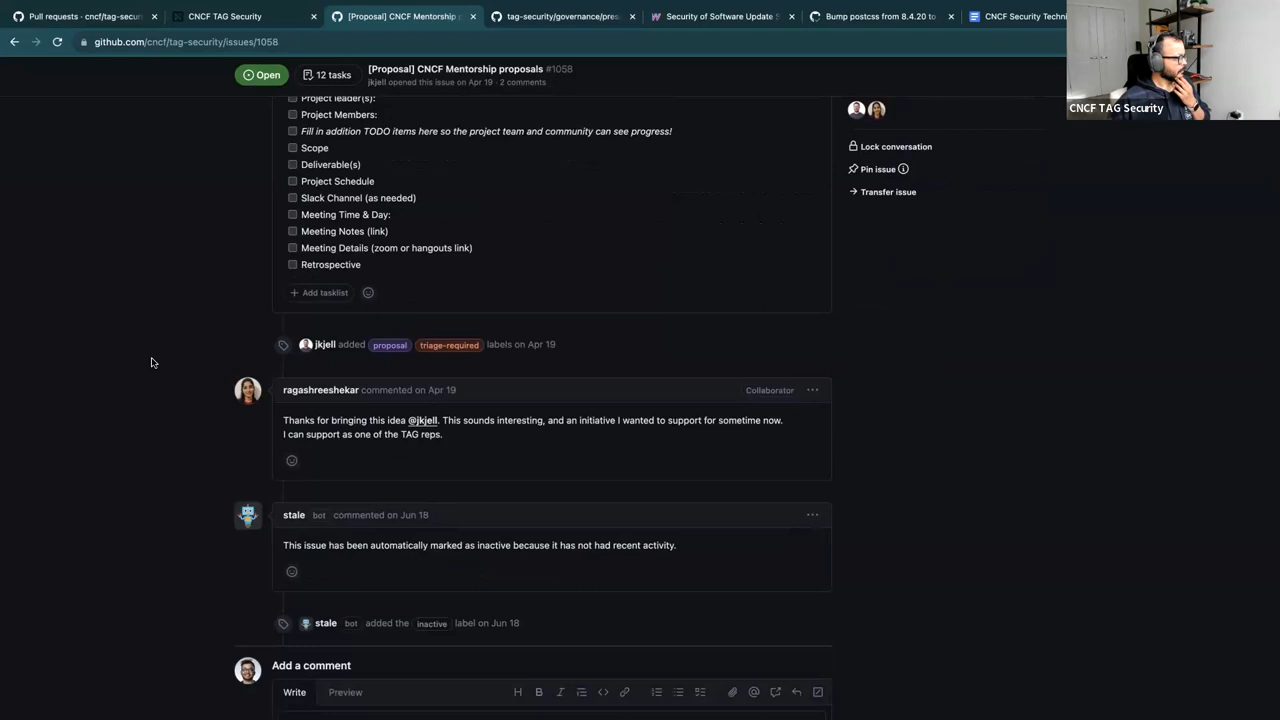 Pull requests · cncf/tag-securi
CNCF TAG Security
[Proposal] CNCF Mentorship p
tag-security/governance/pres
Security of Software Update S
Bump postcss from 8.4.20 to
CNCF Security Techni
github.com/cncf/tag-security/issues/1058
CNCF TAG Security
Open
12 tasks
[Proposal] CNCF Mentorship proposals #1058
jkjell opened this issue on Apr 19 · 2 comments
Project leader(s):
Project Members:
Fill in addition TODO items here so the project team and community can see progress!
Scope
Deliverable(s)
Project Schedule
Slack Channel (as needed)
Meeting Time & Day:
Meeting Notes (link)
Meeting Details (zoom or hangouts link)
Retrospective
+ Add tasklist
Lock conversation
Pin issue
Transfer issue
jkjell added proposal triage-required labels on Apr 19
ragashreeshekar commented on Apr 19
Collaborator
Thanks for bringing this idea @jkjell. This sounds interesting, and an initiative I wanted to support for sometime now.
I can support as one of the TAG reps.
stale bot commented on Jun 18
This issue has been automatically marked as inactive because it has not had recent activity.
stale bot added the inactive label on Jun 18
Add a comment
Write
Preview